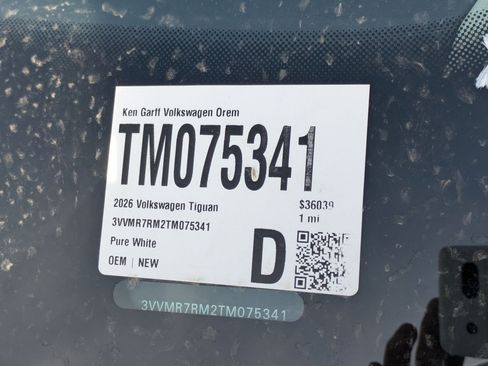 Ken Garff Volkswagen Orem
TM075341
2026 Volkswagen Tiguan
$36039
3VVMR7RM2TM075341
1 mi
Pure White
OEM | NEW
D
3VVMR7RM2TM075341